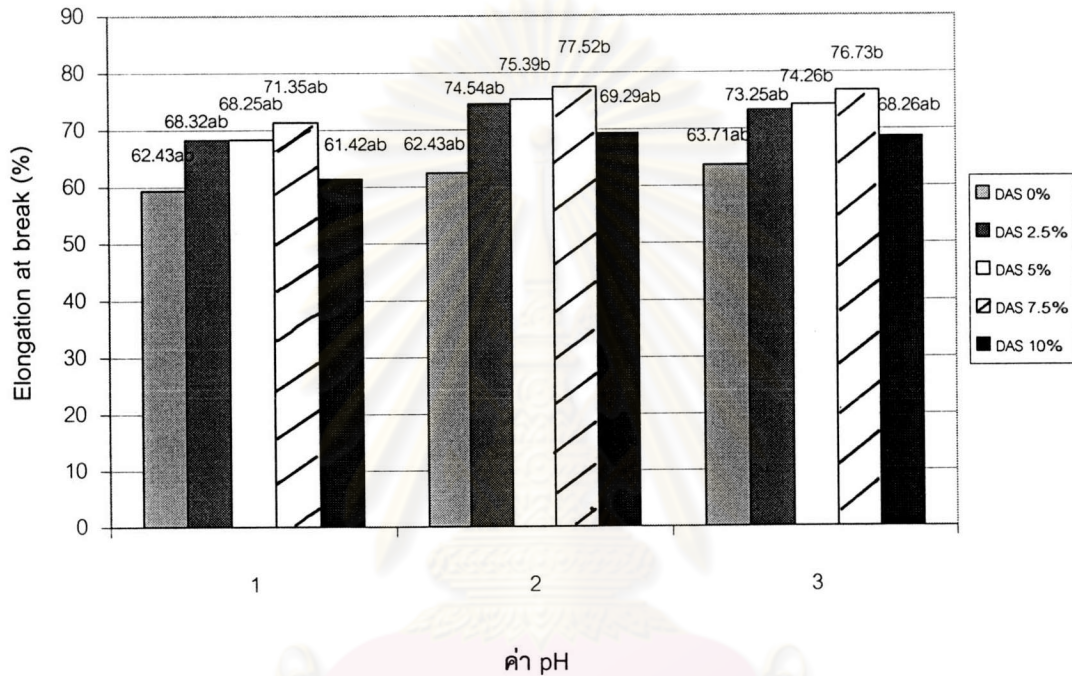 Elongation at break (%)
90
80
70
60
50
40
30
20
10
0
62.43ab
68.32ab
68.25ab
71.35ab
61.42ab
62.43ab
74.54ab
75.39b
77.52b
69.29ab
63.71ab
73.25ab
74.26b
76.73b
68.26ab
1
2
3
ค่า pH
DAS 0%
DAS 2.5%
DAS 5%
DAS 7.5%
DAS 10%